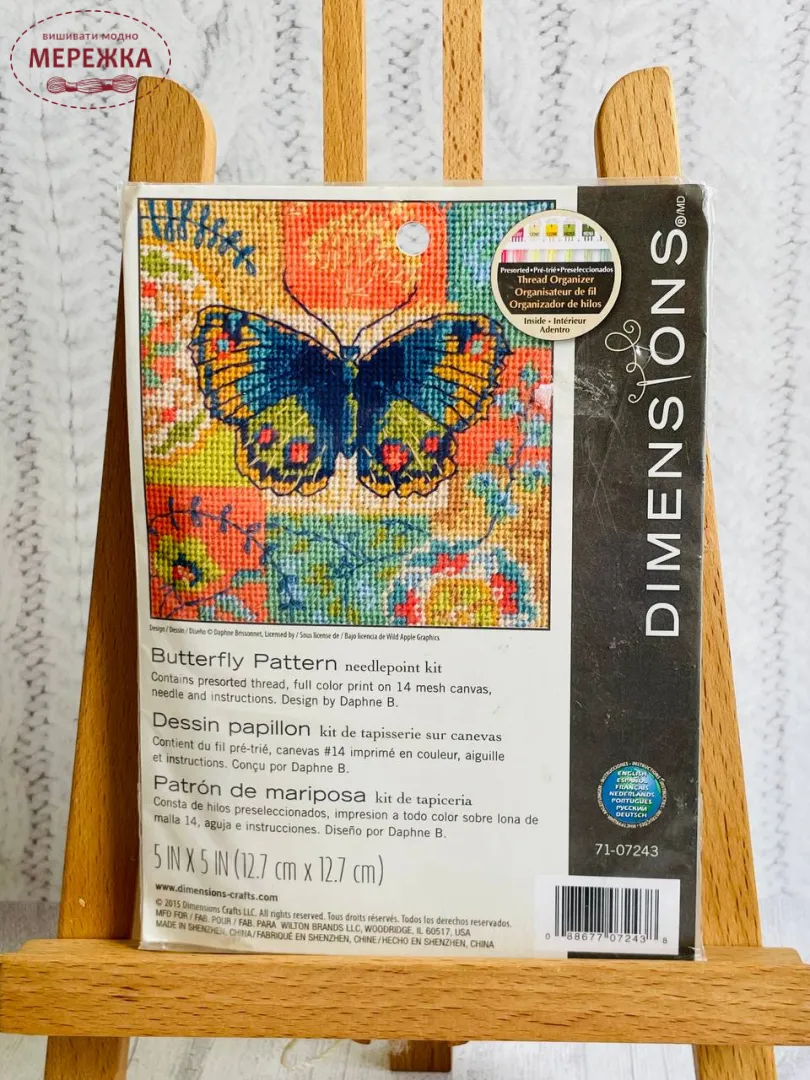 вишивати модно
МЕРЕЖКА
Presorted • Pré-trié • Preseleccionados
Thread Organizer
Organisateur de fil
Organizador de hilos
Inside • Intérieur
Adentro
DIMENSIONS®/MD
Design / Dessin / Diseño © Daphne Brissonnet, Licensed by / Sous license de / Bajo licencia de Wild Apple Graphics
Butterfly Pattern needlepoint kit
Contains presorted thread, full color print on 14 mesh canvas,
needle and instructions. Design by Daphne B.
Dessin papillon kit de tapisserie sur canevas
Contient du fil pré-trié, canevas #14 imprimé en couleur, aiguille
et instructions. Conçu por Daphne B.
Patrón de mariposa kit de tapiceria
Consta de hilos preseleccionados, impresion a todo color sobre lona de
malla 14, aguja e instrucciones. Diseño por Daphne B.
5 IN X 5 IN (12.7 cm x 12.7 cm)
www.dimensions-crafts.com
© 2015 Dimensions Crafts LLC. All rights reserved. Tous droits réservés. Todos los derechos reservados.
MFD FOR / FAB. POUR / FAB. PARA WILTON BRANDS LLC, WOODRIDGE, IL 60517, USA
MADE IN SHENZHEN, CHINA / FABRIQUÉ EN SHENZHEN, CHINE / HECHO EN SHENZHEN, CHINA
ENGLISH
ESPAÑOL
FRANÇAIS
NEDERLANDS
PORTUGUES
РУССКИЙ
DEUTSCH
71-07243
0 88677 07243 8